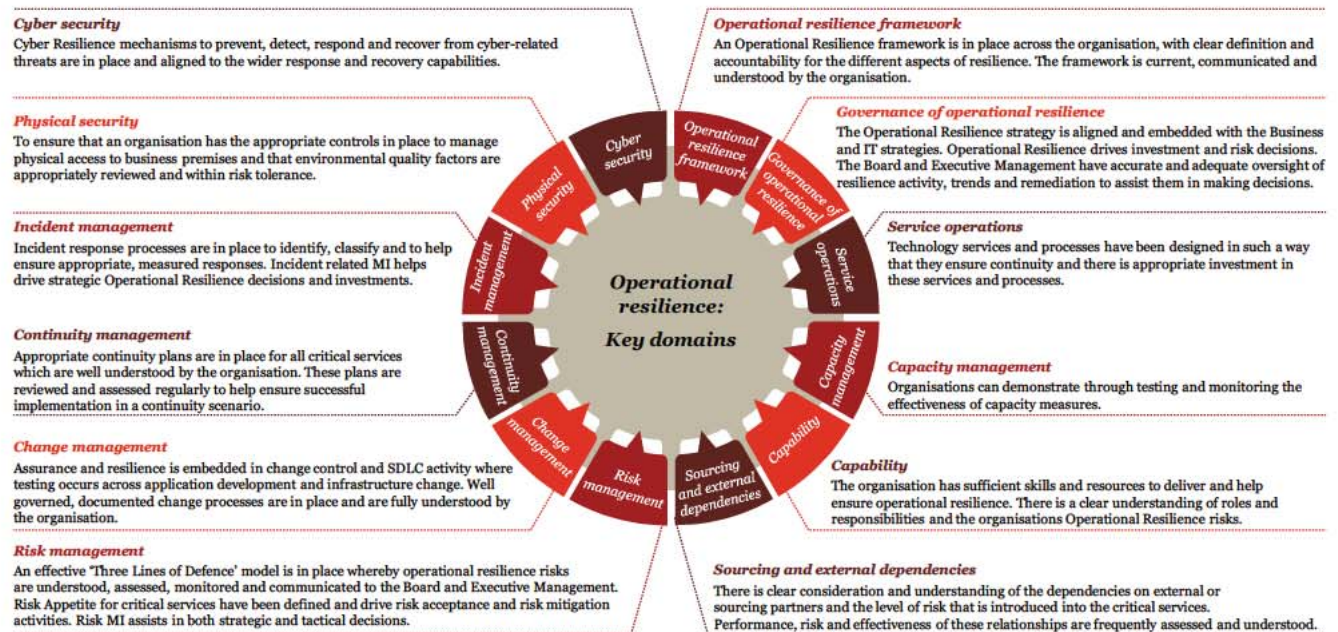 Cyber security
Cyber Resilience mechanisms to prevent, detect, respond and recover from cyber-related
threats are in place and aligned to the wider response and recovery capabilities.
Physical security
To ensure that an organisation has the appropriate controls in place to manage
physical access to business premises and that environmental quality factors are
appropriately reviewed and within risk tolerance.
Incident management
Incident response processes are in place to identify, classify and to help
ensure appropriate, measured responses. Incident related MI helps
drive strategic Operational Resilience decisions and investments.
Continuity management
Appropriate continuity plans are in place for all critical services
which are well understood by the organisation. These plans are
reviewed and assessed regularly to help ensure successful
implementation in a continuity scenario.
Change management
Assurance and resilience is embedded in change control and SDLC activity where
testing occurs across application development and infrastructure change. Well
governed, documented change processes are in place and are fully understood by
the organisation.
Risk management
An effective 'Three Lines of Defence' model is in place whereby operational resilience risks
are understood, assessed, monitored and communicated to the Board and Executive Management.
Risk Appetite for critical services have been defined and drive risk acceptance and risk mitigation
activities. Risk MI assists in both strategic and tactical decisions.
Operational
resilience:
Key domains
Cyber
security
Operational
resilience
framework
Governance of
operational
resilience
Service
operations
Capacity
management
Capability
Sourcing
and external
dependencies
Risk
management
Change
management
Continuity
management
Incident
management
Physical
security
Operational resilience framework
An Operational Resilience framework is in place across the organisation, with clear definition and
accountability for the different aspects of resilience. The framework is current, communicated and
understood by the organisation.
Governance of operational resilience
The Operational Resilience strategy is aligned and embedded with the Business
and IT strategies. Operational Resilience drives investment and risk decisions.
The Board and Executive Management have accurate and adequate oversight of
resilience activity, trends and remediation to assist them in making decisions.
Service operations
Technology services and processes have been designed in such a way
that they ensure continuity and there is appropriate investment in
these services and processes.
Capacity management
Organisations can demonstrate through testing and monitoring the
effectiveness of capacity measures.
Capability
The organisation has sufficient skills and resources to deliver and help
ensure operational resilience. There is a clear understanding of roles and
responsibilities and the organisations Operational Resilience risks.
Sourcing and external dependencies
There is clear consideration and understanding of the dependencies on external or
sourcing partners and the level of risk that is introduced into the critical services.
Performance, risk and effectiveness of these relationships are frequently assessed and understood.